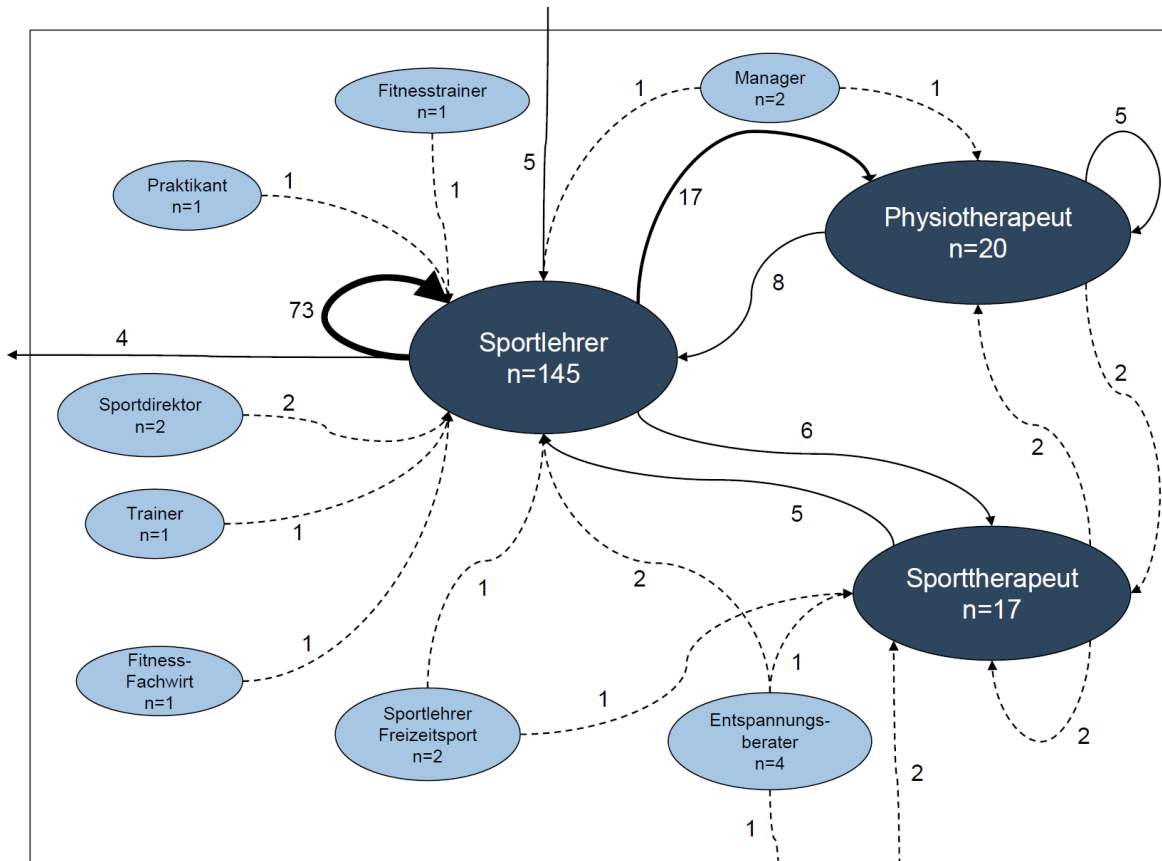 Manager
n=2
1
1
Fitnesstrainer
n=1
5
5
1
Praktikant
n=1
1
17
Physiotherapeut
n=20
8
73
4
Sportlehrer
n=145
Sportdirektor
n=2
2
2
6
2
Trainer
n=1
1
5
Sporttherapeut
n=17
1
2
Fitness-
Fachwirt
n=1
1
1
1
Sportlehrer
Freizeitsport
n=2
Entspannungs-
berater
n=4
2
2
1